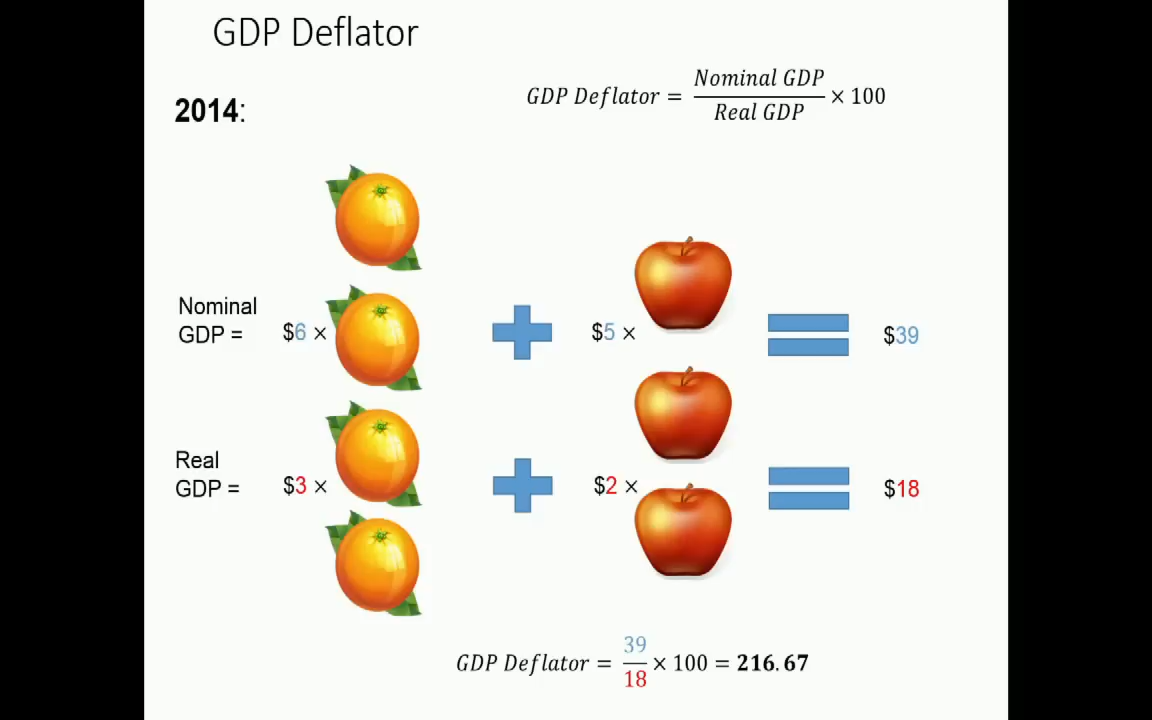 GDP Deflator
GDP Deflator = Nominal GDP / Real GDP × 100
2014:
Nominal
GDP = $6 × + $5 × = $39
Real
GDP = $3 × + $2 × = $18
GDP Deflator = 39 / 18 × 100 = 216.67